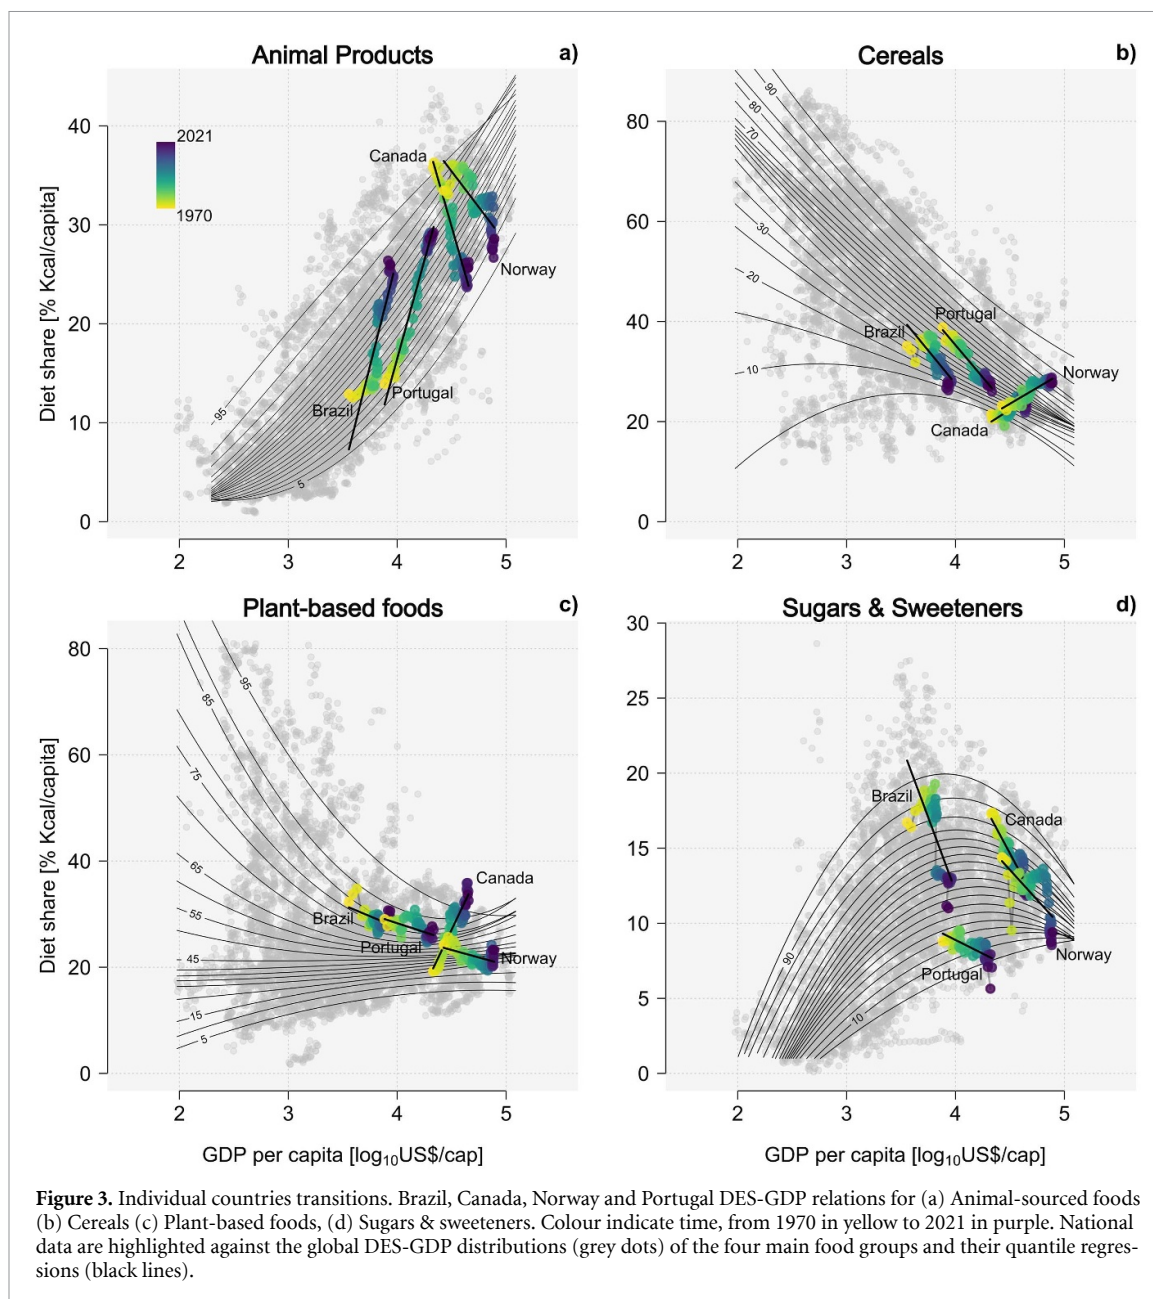 Animal Products
a)
Diet share [% Kcal/capita]
40
30
20
10
0
2021
1970
Canada
Norway
Portugal
Brazil
95
5
2
3
4
5
Cereals
b)
80
60
40
20
0
90
80
70
30
20
10
Portugal
Brazil
Norway
Canada
2
3
4
5
Plant-based foods
c)
Diet share [% Kcal/capita]
80
60
40
20
0
95
85
75
65
55
45
15
5
Canada
Brazil
Portugal
Norway
2
3
4
5
GDP per capita [log10US$/cap]
Sugars & Sweeteners
d)
30
25
20
15
10
5
0
Brazil
Canada
Norway
Portugal
90
10
2
3
4
5
GDP per capita [log10US$/cap]
Figure 3. Individual countries transitions. Brazil, Canada, Norway and Portugal DES-GDP relations for (a) Animal-sourced foods
(b) Cereals (c) Plant-based foods, (d) Sugars & sweeteners. Colour indicate time, from 1970 in yellow to 2021 in purple. National
data are highlighted against the global DES-GDP distributions (grey dots) of the four main food groups and their quantile regres-
sions (black lines).